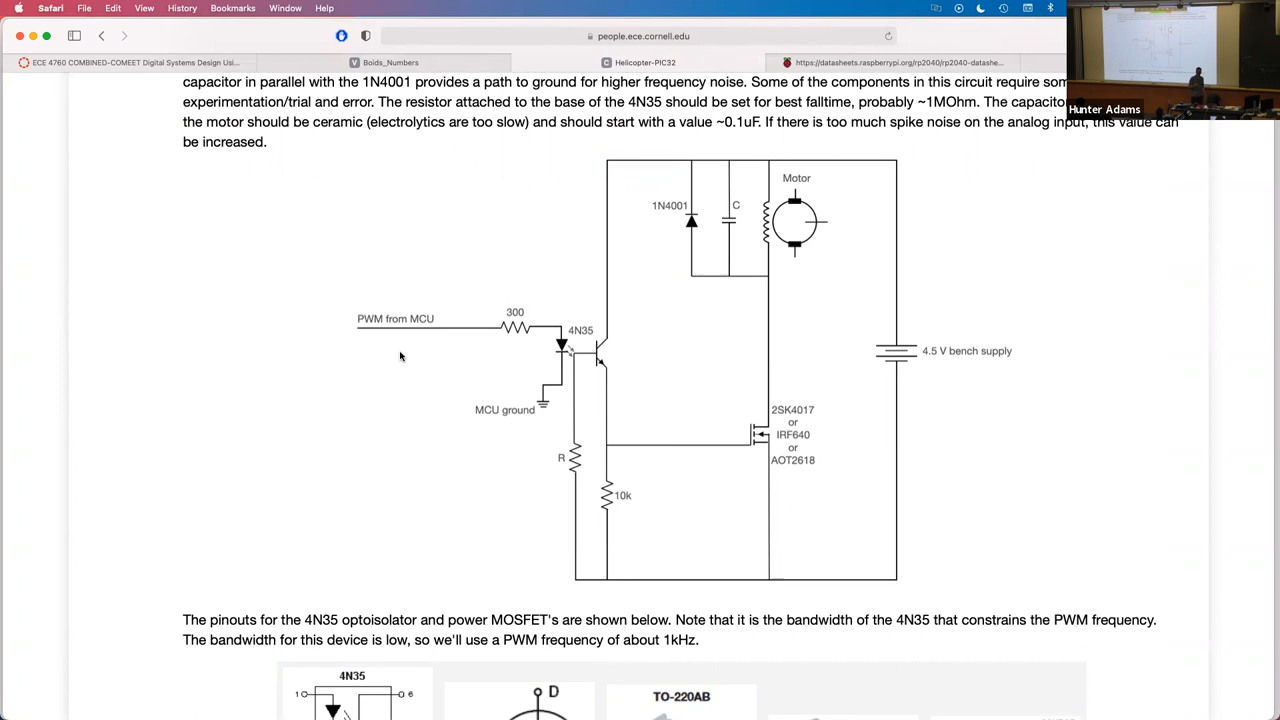 Safari File Edit View History Bookmarks Window Help
people.ece.cornell.edu
ECE 4760 COMBINED-COMEET Digital Systems Design Usi...
Boids_Numbers
Helicopter-PIC32
https://datasheets.raspberrypi.org/rp2040/rp2040-datashe...
Hunter Adams
capacitor in parallel with the 1N4001 provides a path to ground for higher frequency noise. Some of the components in this circuit require som
experimentation/trial and error. The resistor attached to the base of the 4N35 should be set for best falltime, probably ~1MOhm. The capacitor
the motor should be ceramic (electrolyics are too slow) and should start with a value ~0.1uF. If there is too much spike noise on the analog input, this value can
be increased.
Motor
1N4001
C
300
PWM from MCU
4N35
4.5 V bench supply
MCU ground
2SK4017
or
IRF640
or
AOT2618
R
10k
The pinouts for the 4N35 optoisolator and power MOSFET's are shown below. Note that it is the bandwidth of the 4N35 that constrains the PWM frequency.
The bandwidth for this device is low, so we'll use a PWM frequency of about 1kHz.
4N35
1
6
D
TO-220AB